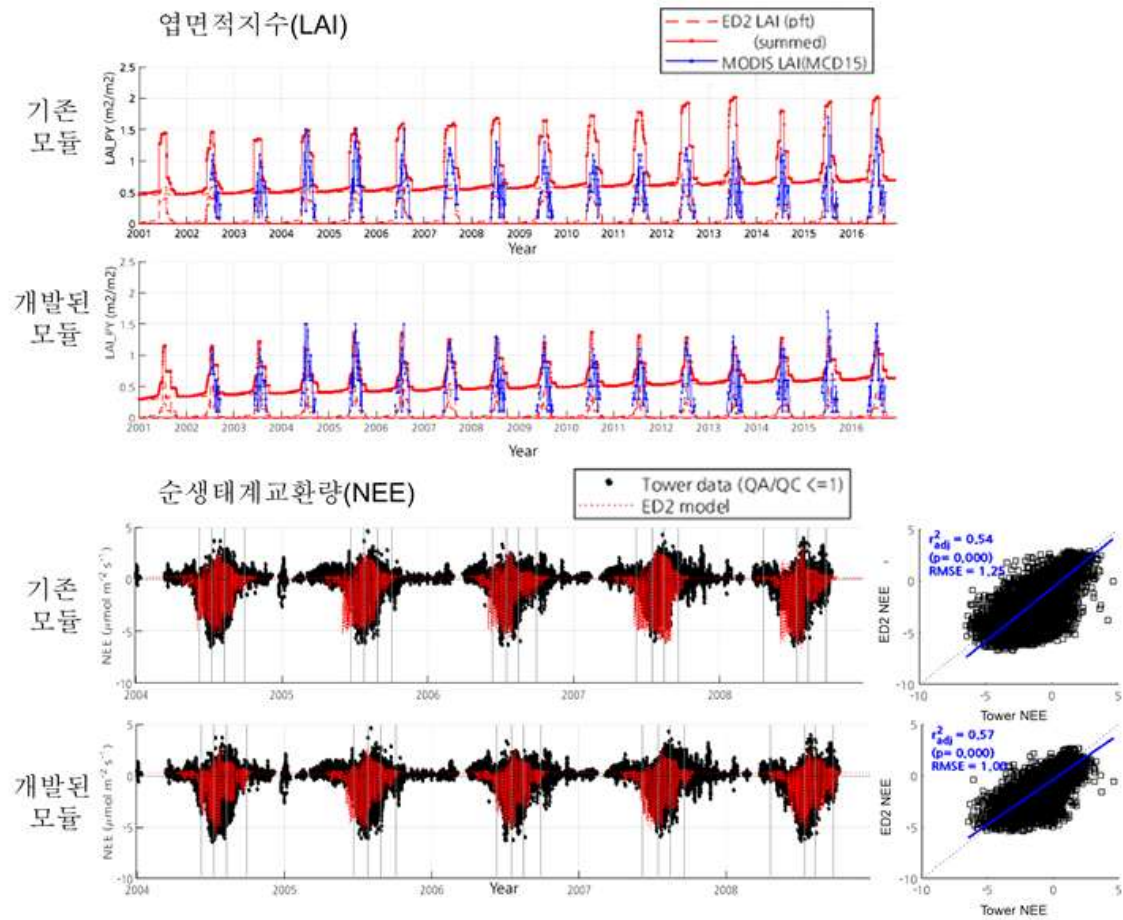 엽면적지수(LAI)
ED2 LAI (pft)
(summed)
MODIS LAI(MCD15)
기존
모듈
LAI_PY (m2/m2)
2.5
2
1.5
1
0.5
0
2001 2002 2003 2004 2005 2006 2007 2008 2009 2010 2011 2012 2013 2014 2015 2016
Year
개발된
모듈
LAI_PY (m2/m2)
2.5
2
1.5
1
0.5
0
2001 2002 2003 2004 2005 2006 2007 2008 2009 2010 2011 2012 2013 2014 2015 2016
Year
순생태계교환량(NEE)
Tower data (QA/QC <=1)
ED2 model
기존
모듈
NEE (μmol m⁻² s⁻¹)
5
0
-5
-10
2004 2005 2006 2007 2008
r²adj = 0,54
(p= 0,000)
RMSE = 1,25
ED2 NEE
5
0
-5
-10
-10 -5 0 5
Tower NEE
개발된
모듈
NEE (μmol m⁻² s⁻¹)
5
0
-5
-10
2004 2005 2006 2007 2008
Year
r²adj = 0,57
(p= 0,000)
RMSE = 1,00
ED2 NEE
5
0
-5
-10
-10 -5 0 5
Tower NEE